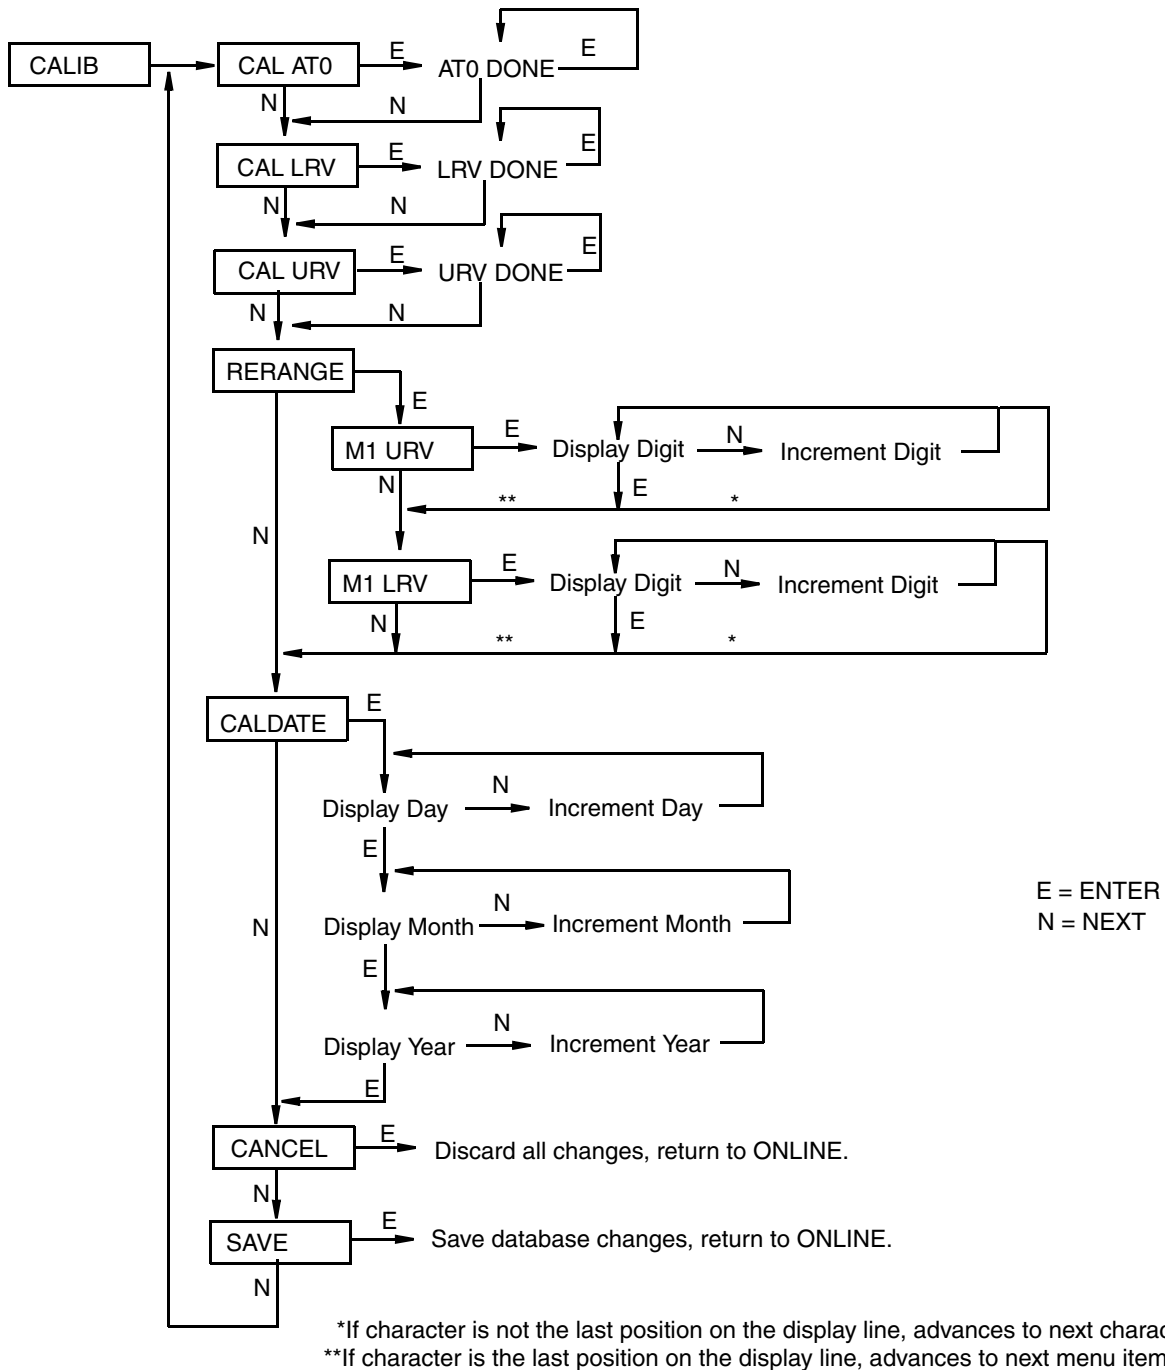 CALIB
CAL AT0
E
AT0 DONE
E
N
N
CAL LRV
E
LRV DONE
E
N
N
CAL URV
E
URV DONE
E
N
N
RERANGE
E
M1 URV
E
Display Digit
N
Increment Digit
N
E
**
*
N
M1 LRV
E
Display Digit
N
Increment Digit
N
E
**
*
CALDATE
E
Display Day
N
Increment Day
E
E = ENTER
N = NEXT
N
Display Month
N
Increment Month
E
Display Year
N
Increment Year
E
CANCEL
E
Discard all changes, return to ONLINE.
N
SAVE
E
Save database changes, return to ONLINE.
N
*If character is not the last position on the display line, advances to next charac
**If character is the last position on the display line, advances to next menu item